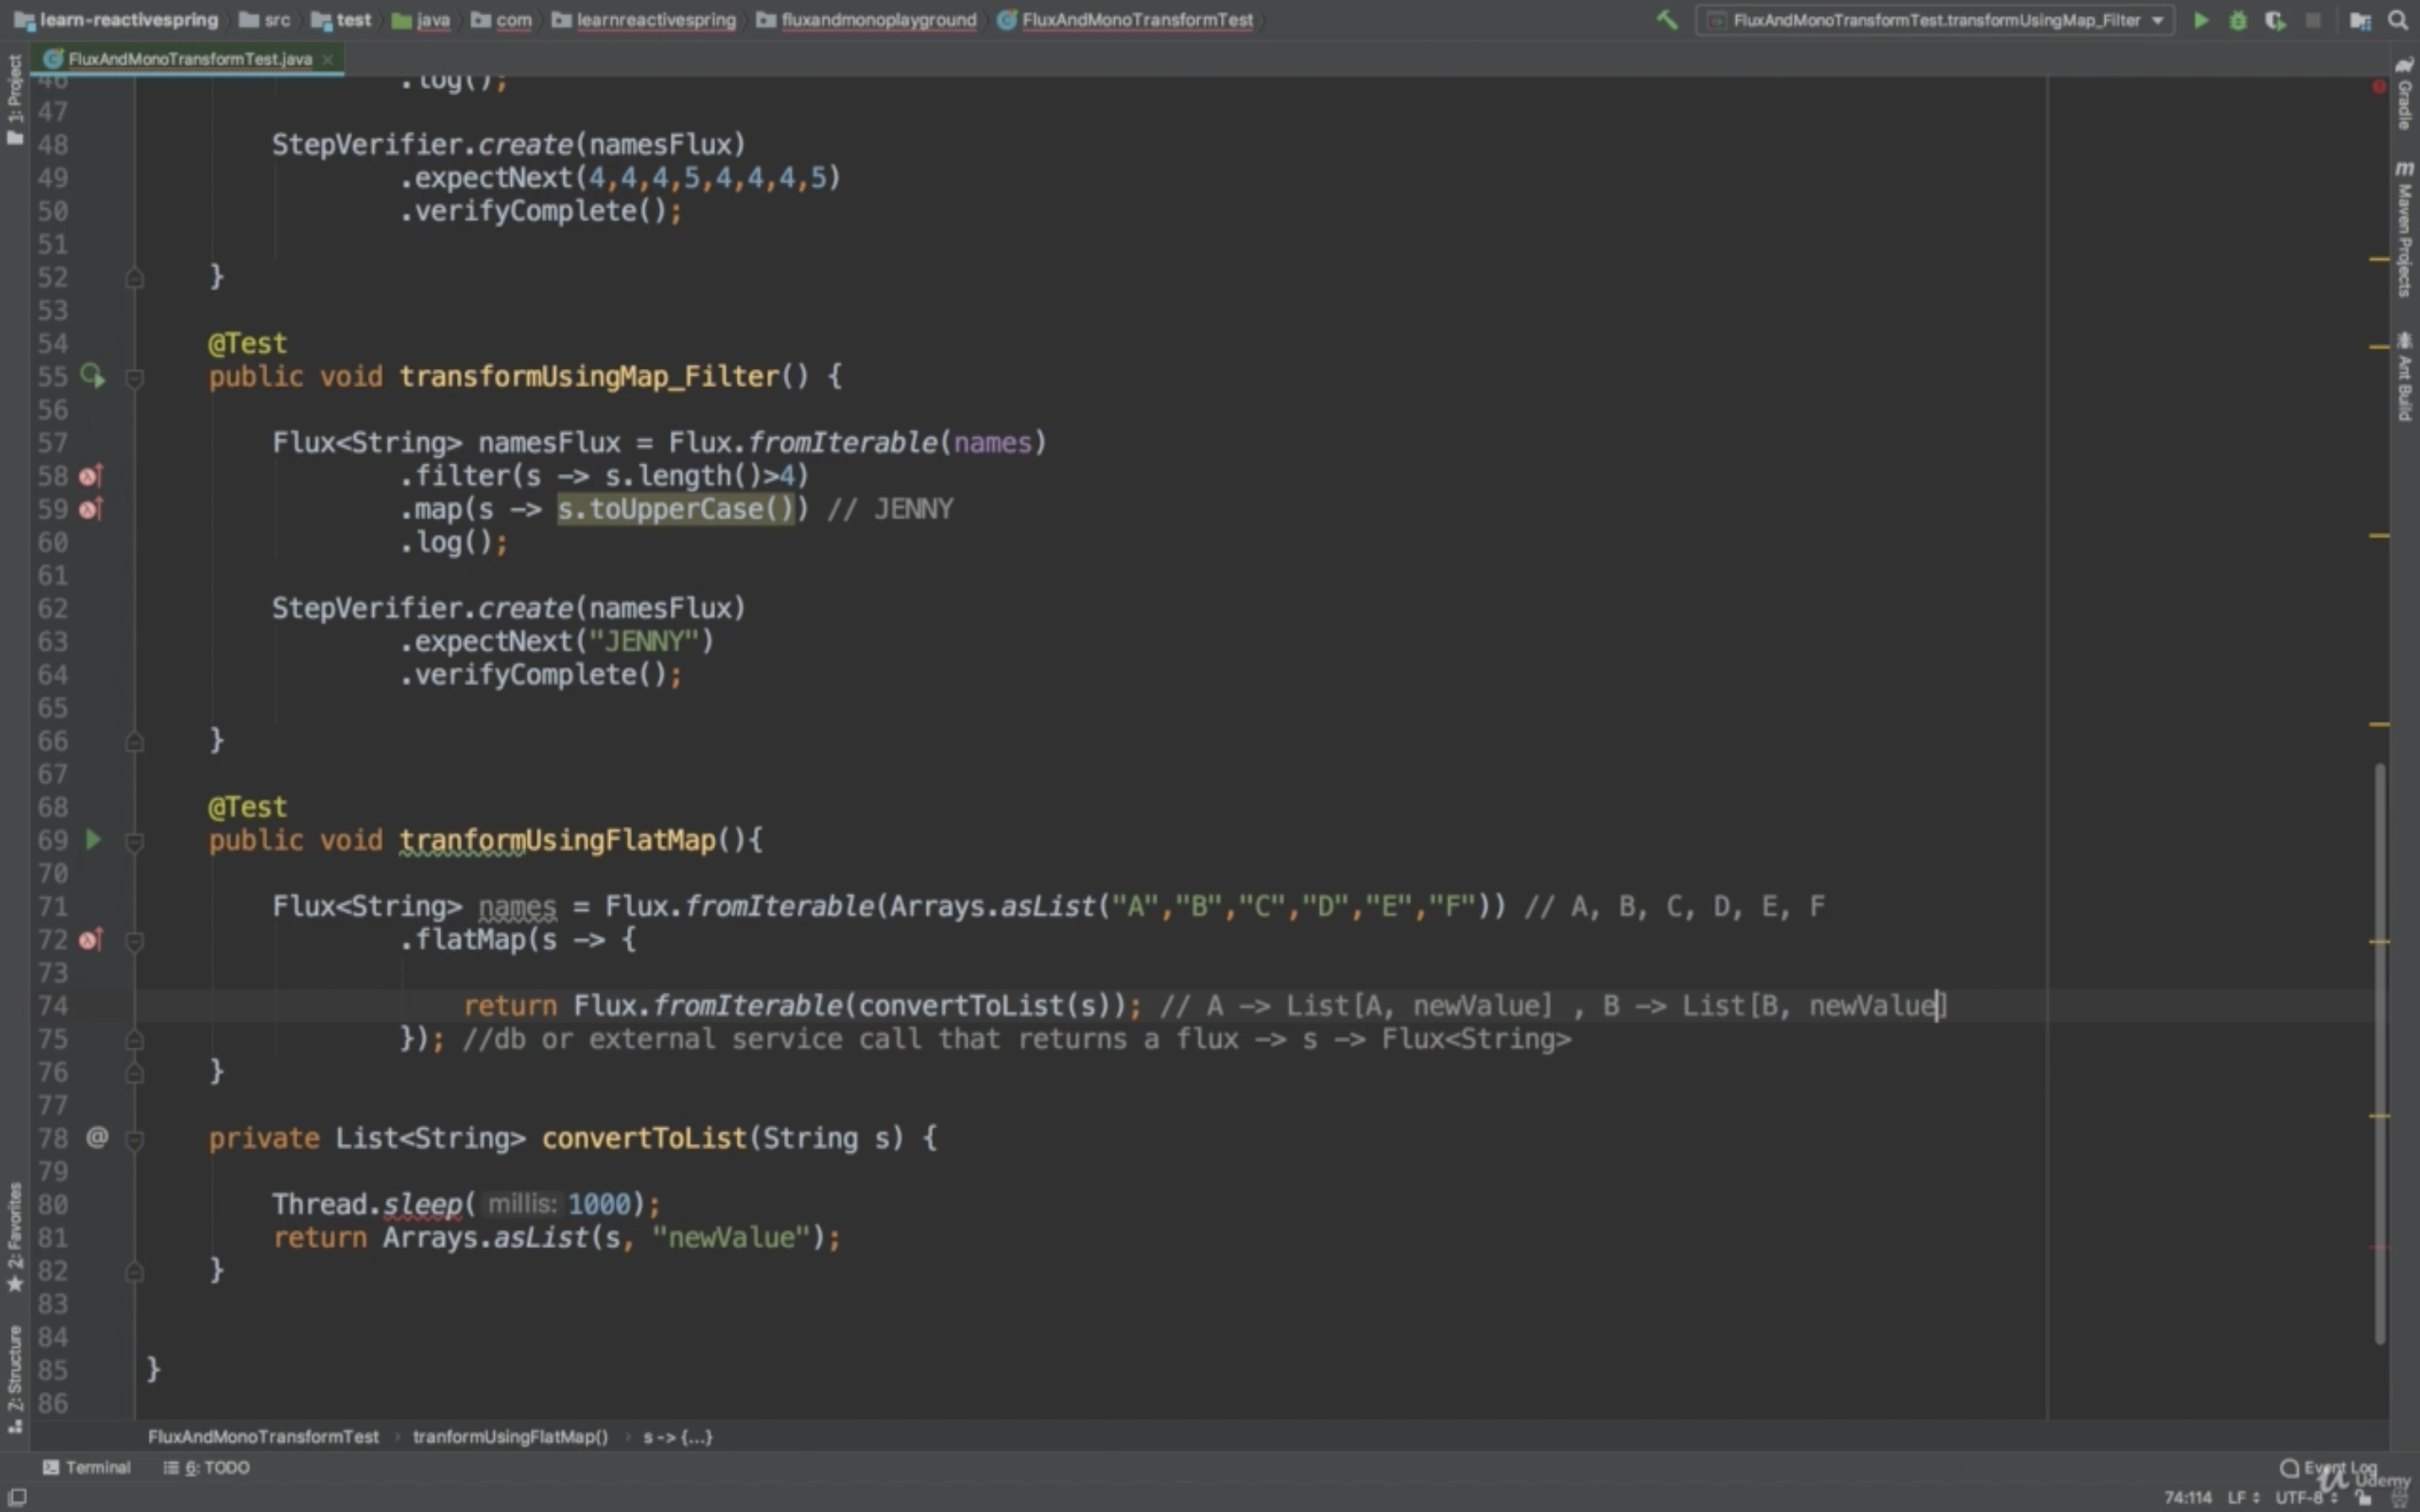 learn-reactivespring src test java com learnreactivespring fluxandmonoplayground FluxAndMonoTransformTest FluxAndMonoTransformTest.transformUsingMap_Filter
FluxAndMonoTransformTest.java
1: Project
Gradle
Maven Projects
Ant Build
46 .log();
47
48 StepVerifier.create(namesFlux)
49 .expectNext(4,4,4,5,4,4,4,5)
50 .verifyComplete();
51
52 }
53
54 @Test
55 public void transformUsingMap_Filter() {
56
57 Flux<String> namesFlux = Flux.fromIterable(names)
58 .filter(s -> s.length()>4)
59 .map(s -> s.toUpperCase()) // JENNY
60 .log();
61
62 StepVerifier.create(namesFlux)
63 .expectNext("JENNY")
64 .verifyComplete();
65
66 }
67
68 @Test
69 public void tranformUsingFlatMap(){
70
71 Flux<String> names = Flux.fromIterable(Arrays.asList("A","B","C","D","E","F")) // A, B, C, D, E, F
72 .flatMap(s -> {
73
74 return Flux.fromIterable(convertToList(s)); // A -> List[A, newValue] , B -> List[B, newValue]
75 }); //db or external service call that returns a flux -> s -> Flux<String>
76 }
77
78 @ private List<String> convertToList(String s) {
79
80 Thread.sleep( millis: 1000);
81 return Arrays.asList(s, "newValue");
82 }
83
84
85 }
86
2: Favorites
7: Structure
FluxAndMonoTransformTest › tranformUsingFlatMap() › s -> {...}
Terminal 6: TODO Event Log
Udemy
74:114 LF UTF-8